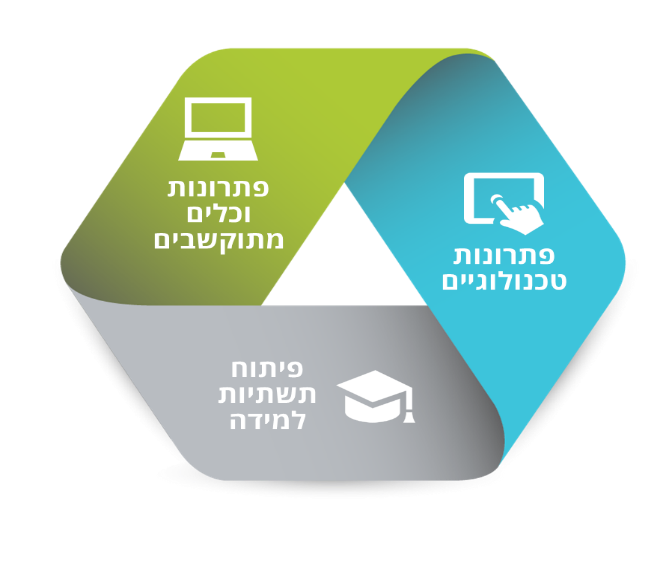 פתרונות
וכלים
מתוקשבים
פתרונות
טכנולוגיים
פיתוח
תשתיות
למידה